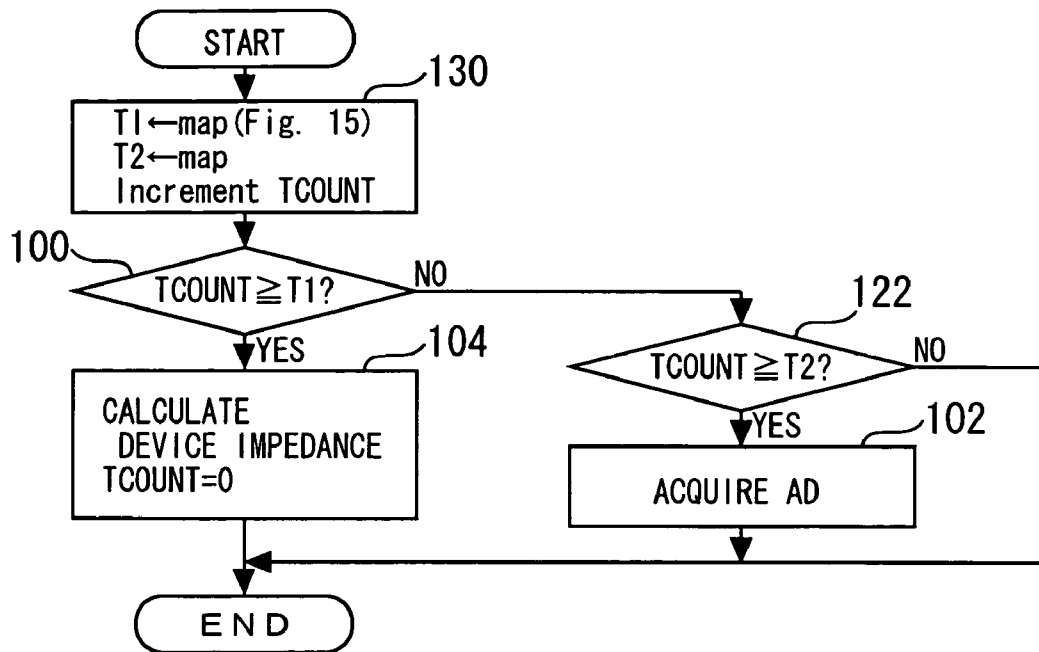 START
130
T1←map(Fig. 15)
T2←map
Increment TCOUNT
100
TCOUNT≧T1?
NO
122
YES
104
TCOUNT≧T2?
NO
CALCULATE
DEVICE IMPEDANCE
TCOUNT=0
YES
102
ACQUIRE AD
END